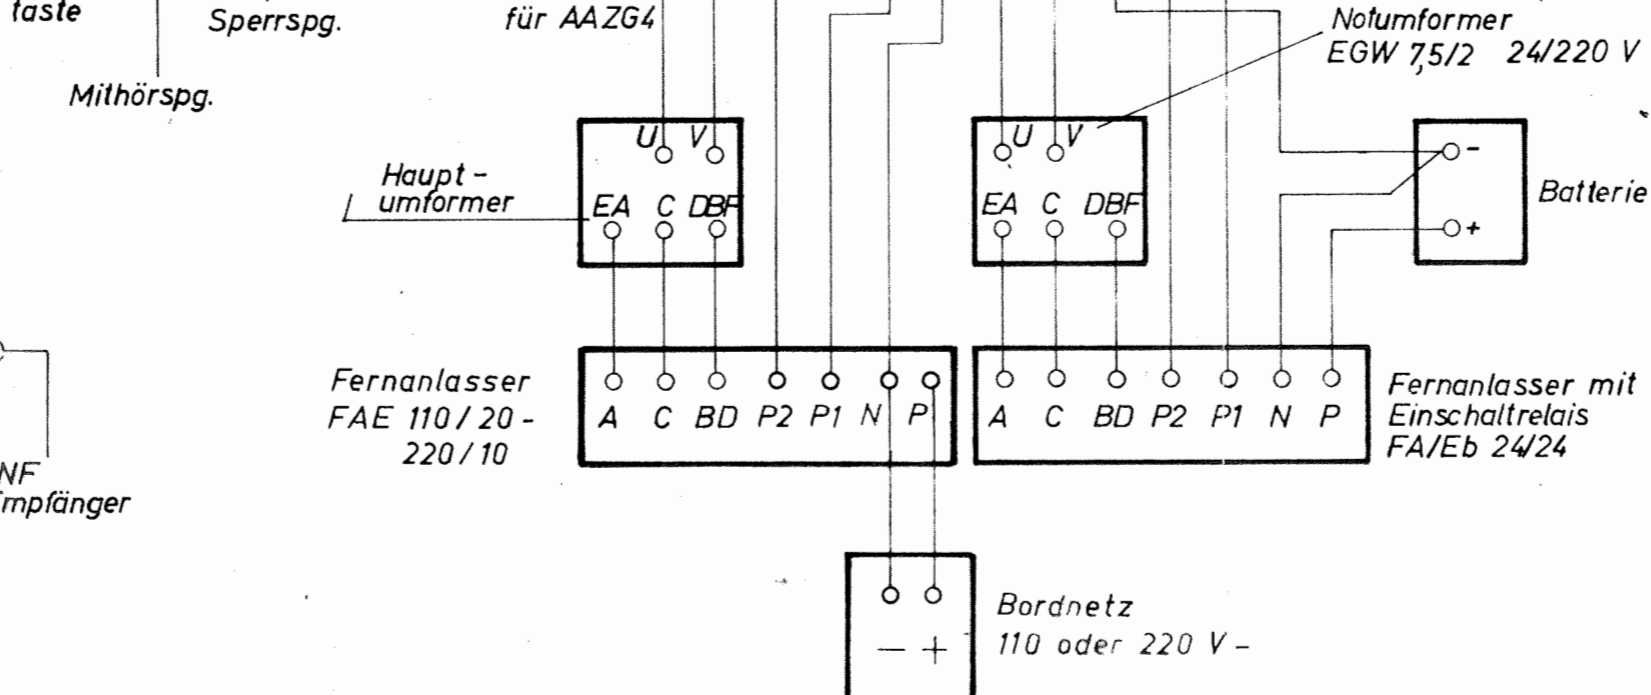 taste
Sperrspg.
für AAZG4
Notumformer
EGW 7,5/2 24/220 V
Mithörspg.
U V
U V
-
Haupt-
umformer
EA C DBF
EA C DBF
Batterie
+
Fernanlasser
FAE 110/20-
220/10
A C BD P2 P1 N P
A C BD P2 P1 N P
Fernanlasser mit
Einschaltrelais
FA/Eb 24/24
NF
Empfänger
- +
Bordnetz
110 oder 220 V -